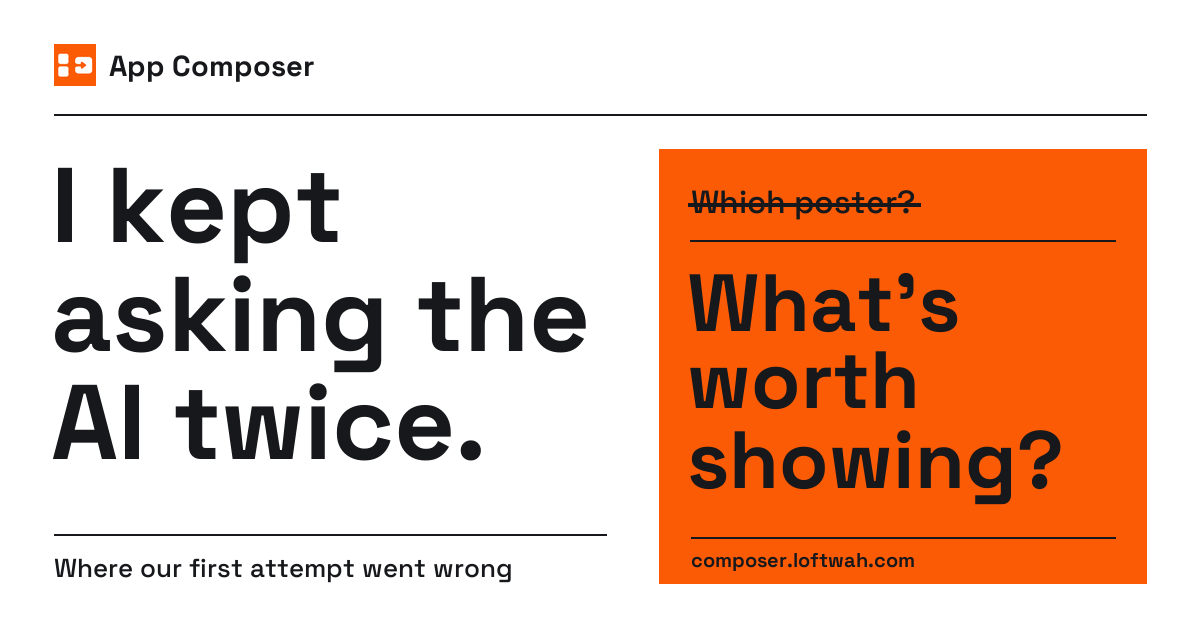 App Composer
I kept
asking the
AI twice.
Where our first attempt went wrong
Which poster?
What’s
worth
showing?
composer.loftwah.com